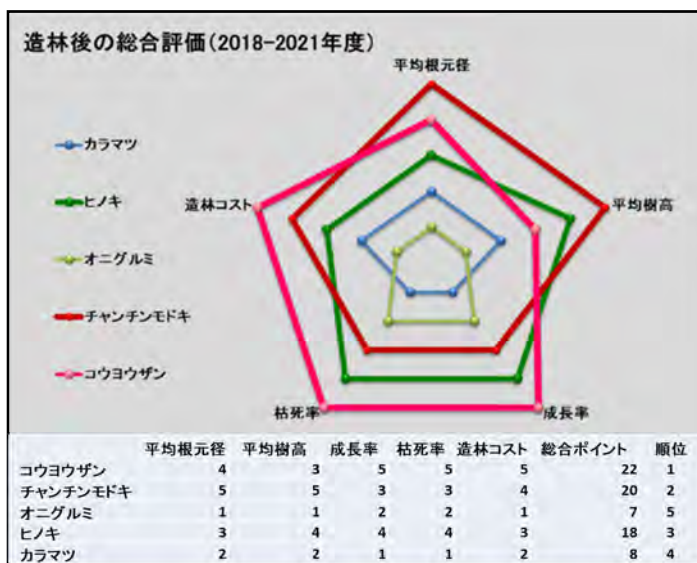 造林後の総合評価(2018-2021年度)
平均根元径
カラマツ
ヒノキ
造林コスト
平均樹高
オニグルミ
チャンチンモドキ
コウヨウザン
枯死率
成長率
平均根元径 平均樹高 成長率 枯死率 造林コスト 総合ポイント 順位
コウヨウザン 4 3 5 5 5 22 1
チャンチンモドキ 5 5 3 3 4 20 2
オニグルミ 1 1 2 2 1 7 5
ヒノキ 3 4 4 4 3 18 3
カラマツ 2 2 1 1 2 8 4